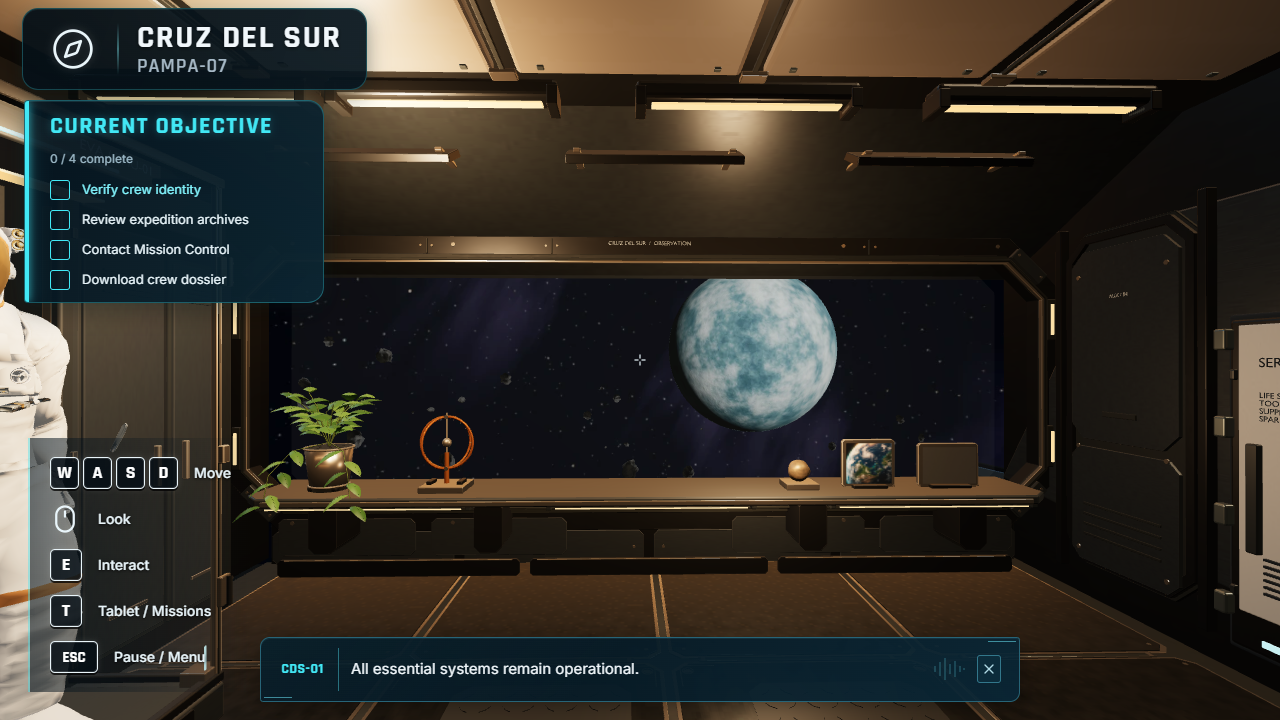 CRUZ DEL SUR
PAMPA-07
CURRENT OBJECTIVE
0 / 4 complete
Verify crew identity
Review expedition archives
Contact Mission Control
Download crew dossier
CRUZ DEL SUR / OBSERVATION
W A S D Move
Look
E Interact
T Tablet / Missions
ESC Pause / Menu
CDS-01 All essential systems remain operational.